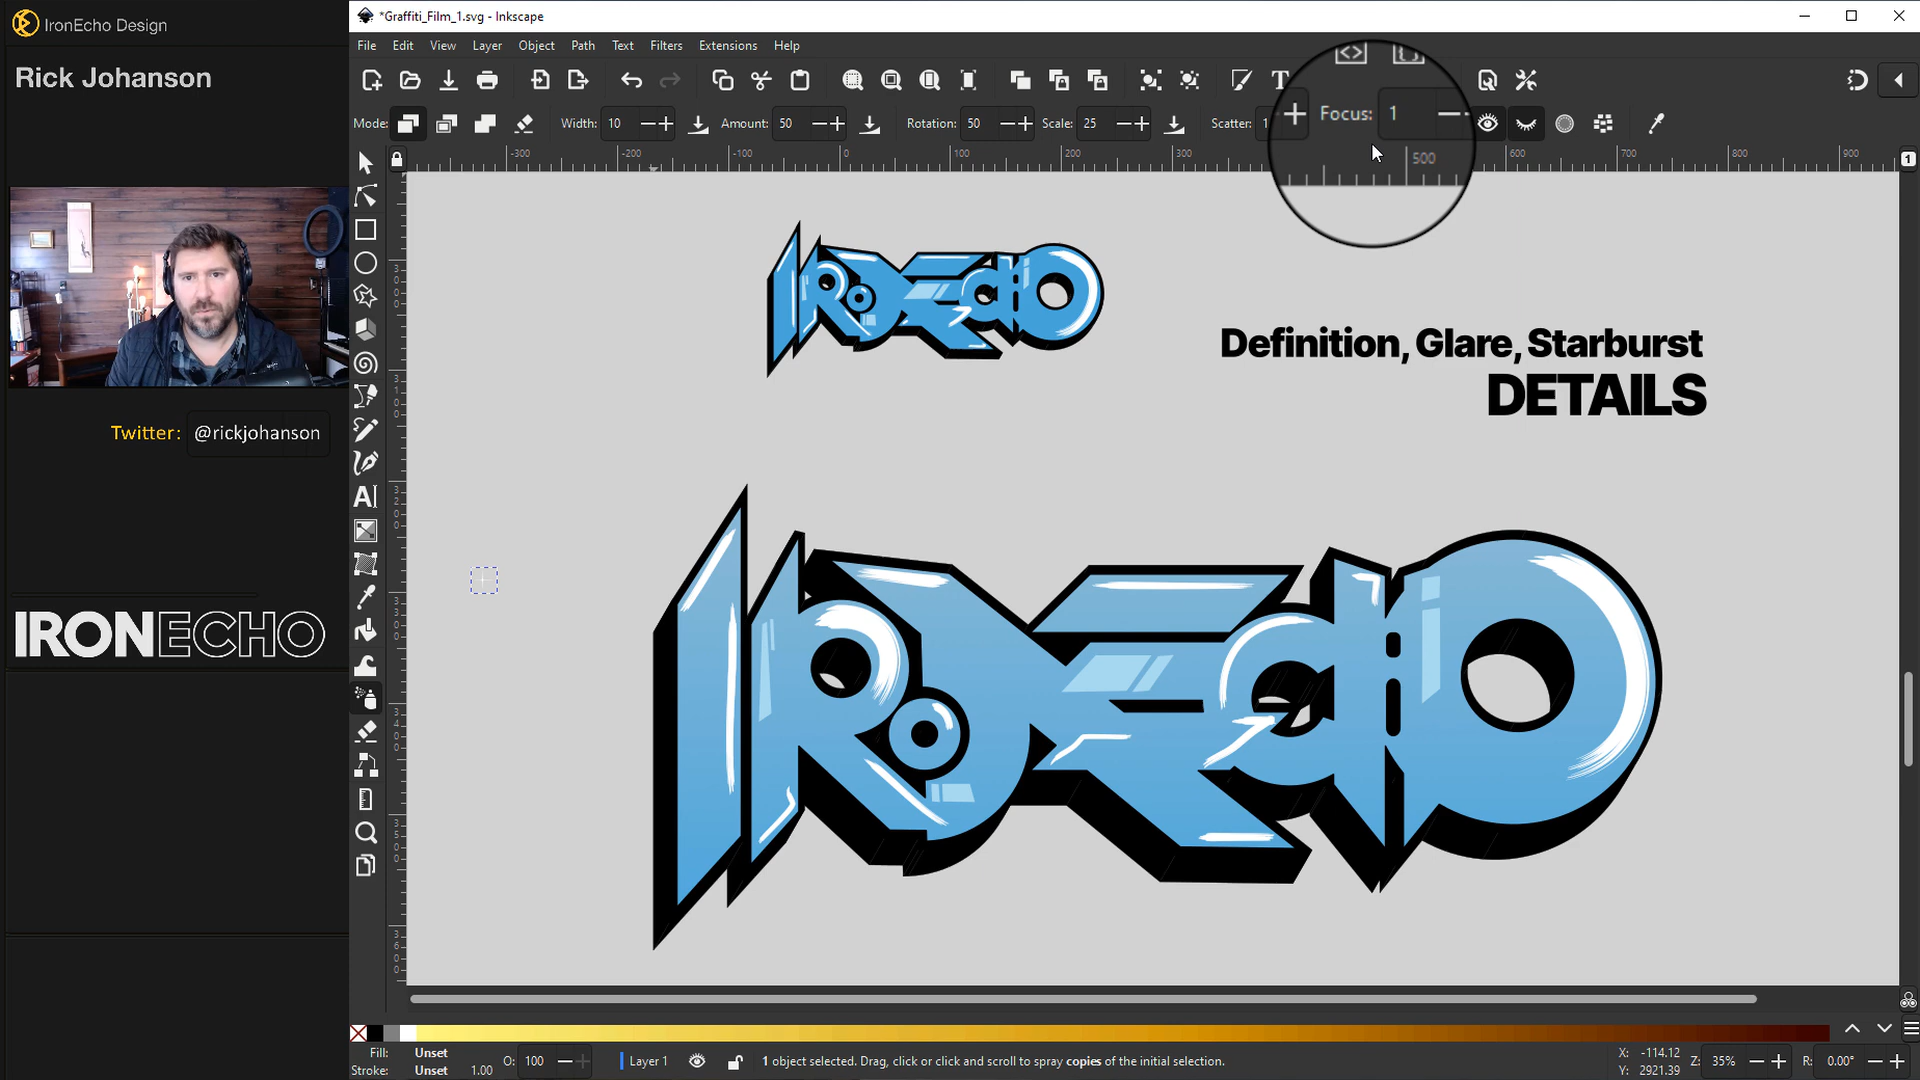 IronEcho Design
Rick Johanson
Twitter: @rickjohanson
IRONECHO
*Graffiti_Film_1.svg - Inkscape
File Edit View Layer Object Path Text Filters Extensions Help
Mode: Width: 10 Amount: 50 Rotation: 50 Scale: 25 Scatter: 1 Focus: 1
-300 -200 -100 0 100 200 300 500 600 700 800 900
1
IRoECHO
Definition, Glare, Starburst
DETAILS
IRoECHO
Fill: Unset
Stroke: Unset 1.00
O: 100
Layer 1
1 object selected. Drag, click or click and scroll to spray copies of the initial selection.
X: -114.12
Y: 2921.39
Z: 35%
R: 0.00°